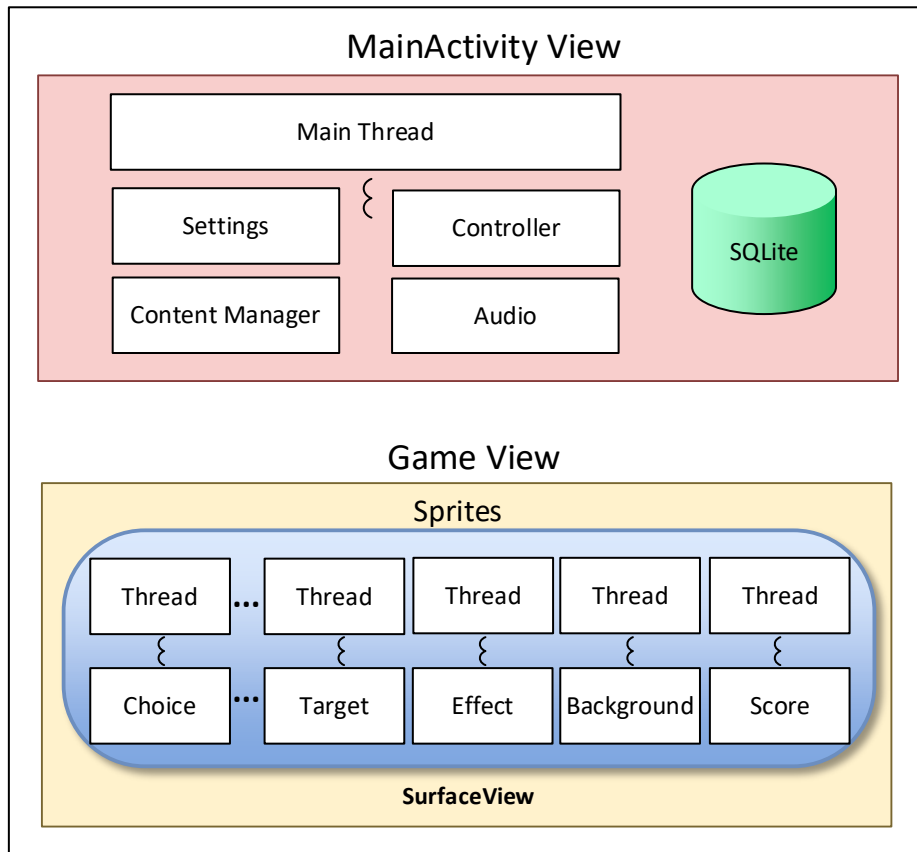 MainActivity View
Main Thread
Settings
Controller
SQLite
Content Manager
Audio
Game View
Sprites
Thread ... Thread Thread Thread Thread
Choice ... Target Effect Background Score
SurfaceView